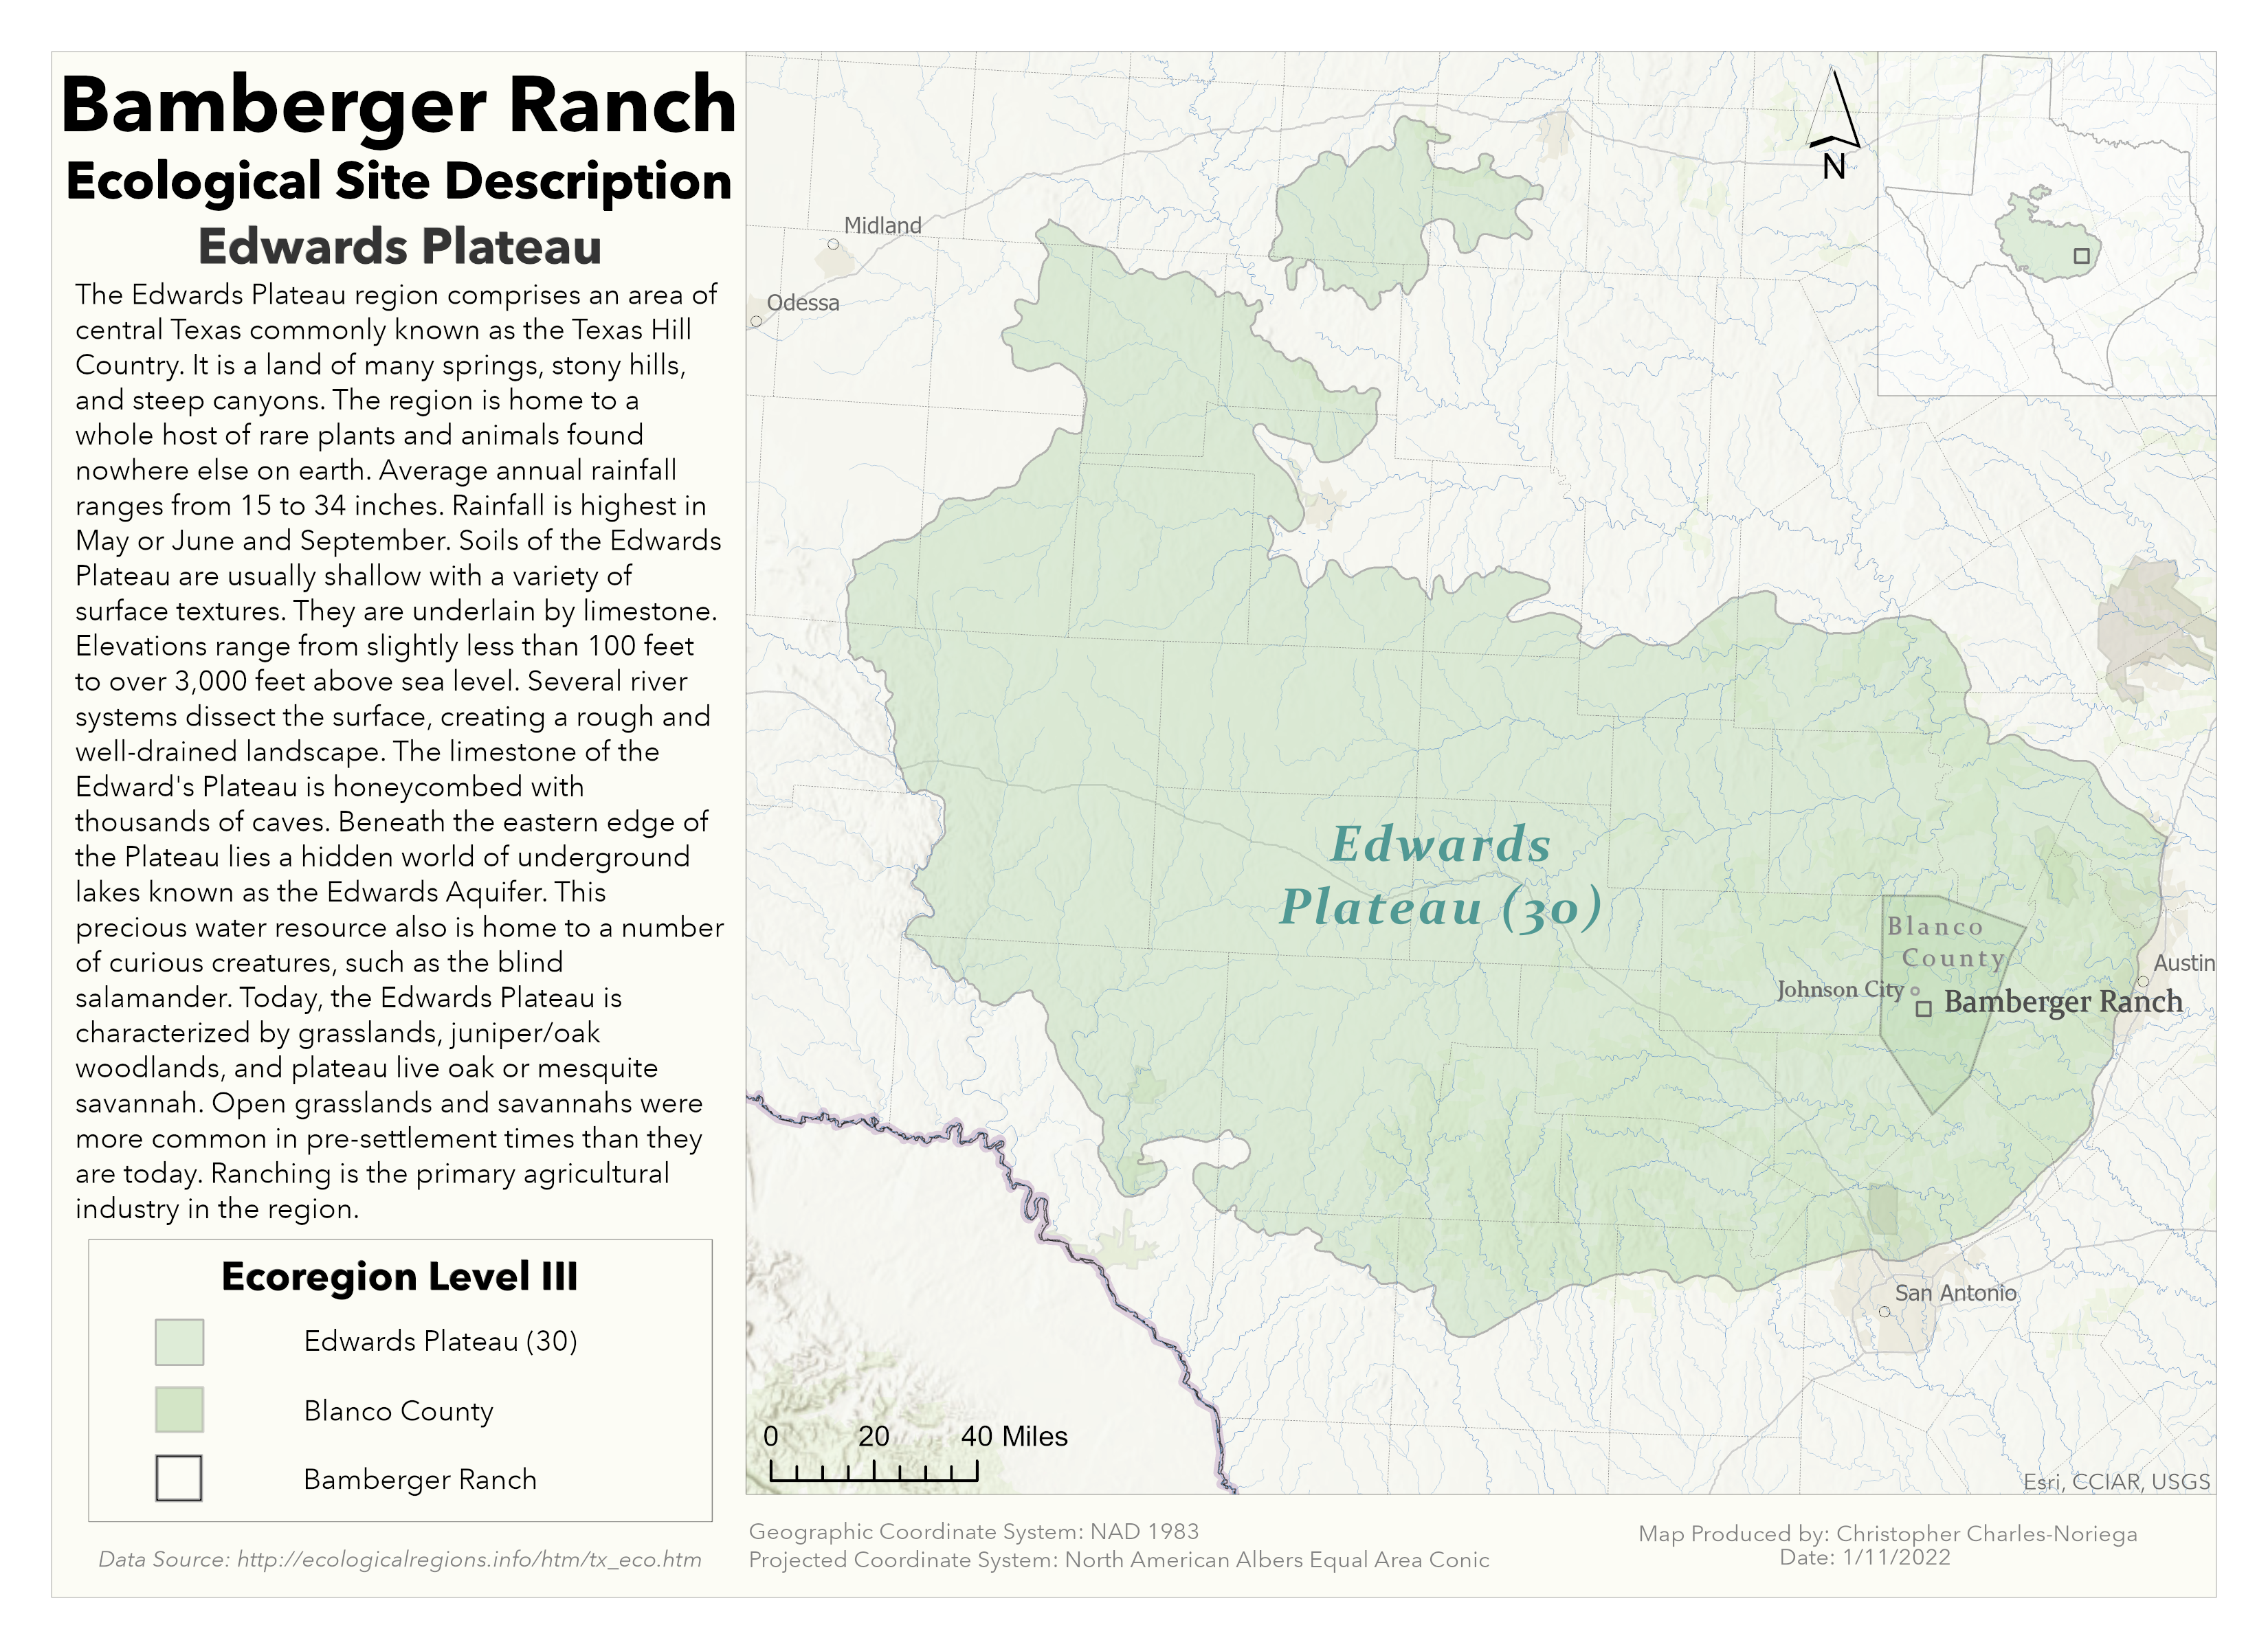 Bamberger Ranch
Ecological Site Description
Edwards Plateau
The Edwards Plateau region comprises an area of
central Texas commonly known as the Texas Hill
Country. It is a land of many springs, stony hills,
and steep canyons. The region is home to a
whole host of rare plants and animals found
nowhere else on earth. Average annual rainfall
ranges from 15 to 34 inches. Rainfall is highest in
May or June and September. Soils of the Edwards
Plateau are usually shallow with a variety of
surface textures. They are underlain by limestone.
Elevations range from slightly less than 100 feet
to over 3,000 feet above sea level. Several river
systems dissect the surface, creating a rough and
well-drained landscape. The limestone of the
Edward's Plateau is honeycombed with
thousands of caves. Beneath the eastern edge of
the Plateau lies a hidden world of underground
lakes known as the Edwards Aquifer. This
precious water resource also is home to a number
of curious creatures, such as the blind
salamander. Today, the Edwards Plateau is
characterized by grasslands, juniper/oak
woodlands, and plateau live oak or mesquite
savannah. Open grasslands and savannahs were
more common in pre-settlement times than they
are today. Ranching is the primary agricultural
industry in the region.
Ecoregion Level III
Edwards Plateau (30)
Blanco County
Bamberger Ranch
Data Source: http://ecologicalregions.info/htm/tx_eco.htm
N
Midland
Odessa
Edwards
Plateau (30)
Blanco
County
Austin
Johnson City
Bamberger Ranch
San Antonio
0 20 40 Miles
Esri, CCIAR, USGS
Geographic Coordinate System: NAD 1983
Projected Coordinate System: North American Albers Equal Area Conic
Map Produced by: Christopher Charles-Noriega
Date: 1/11/2022